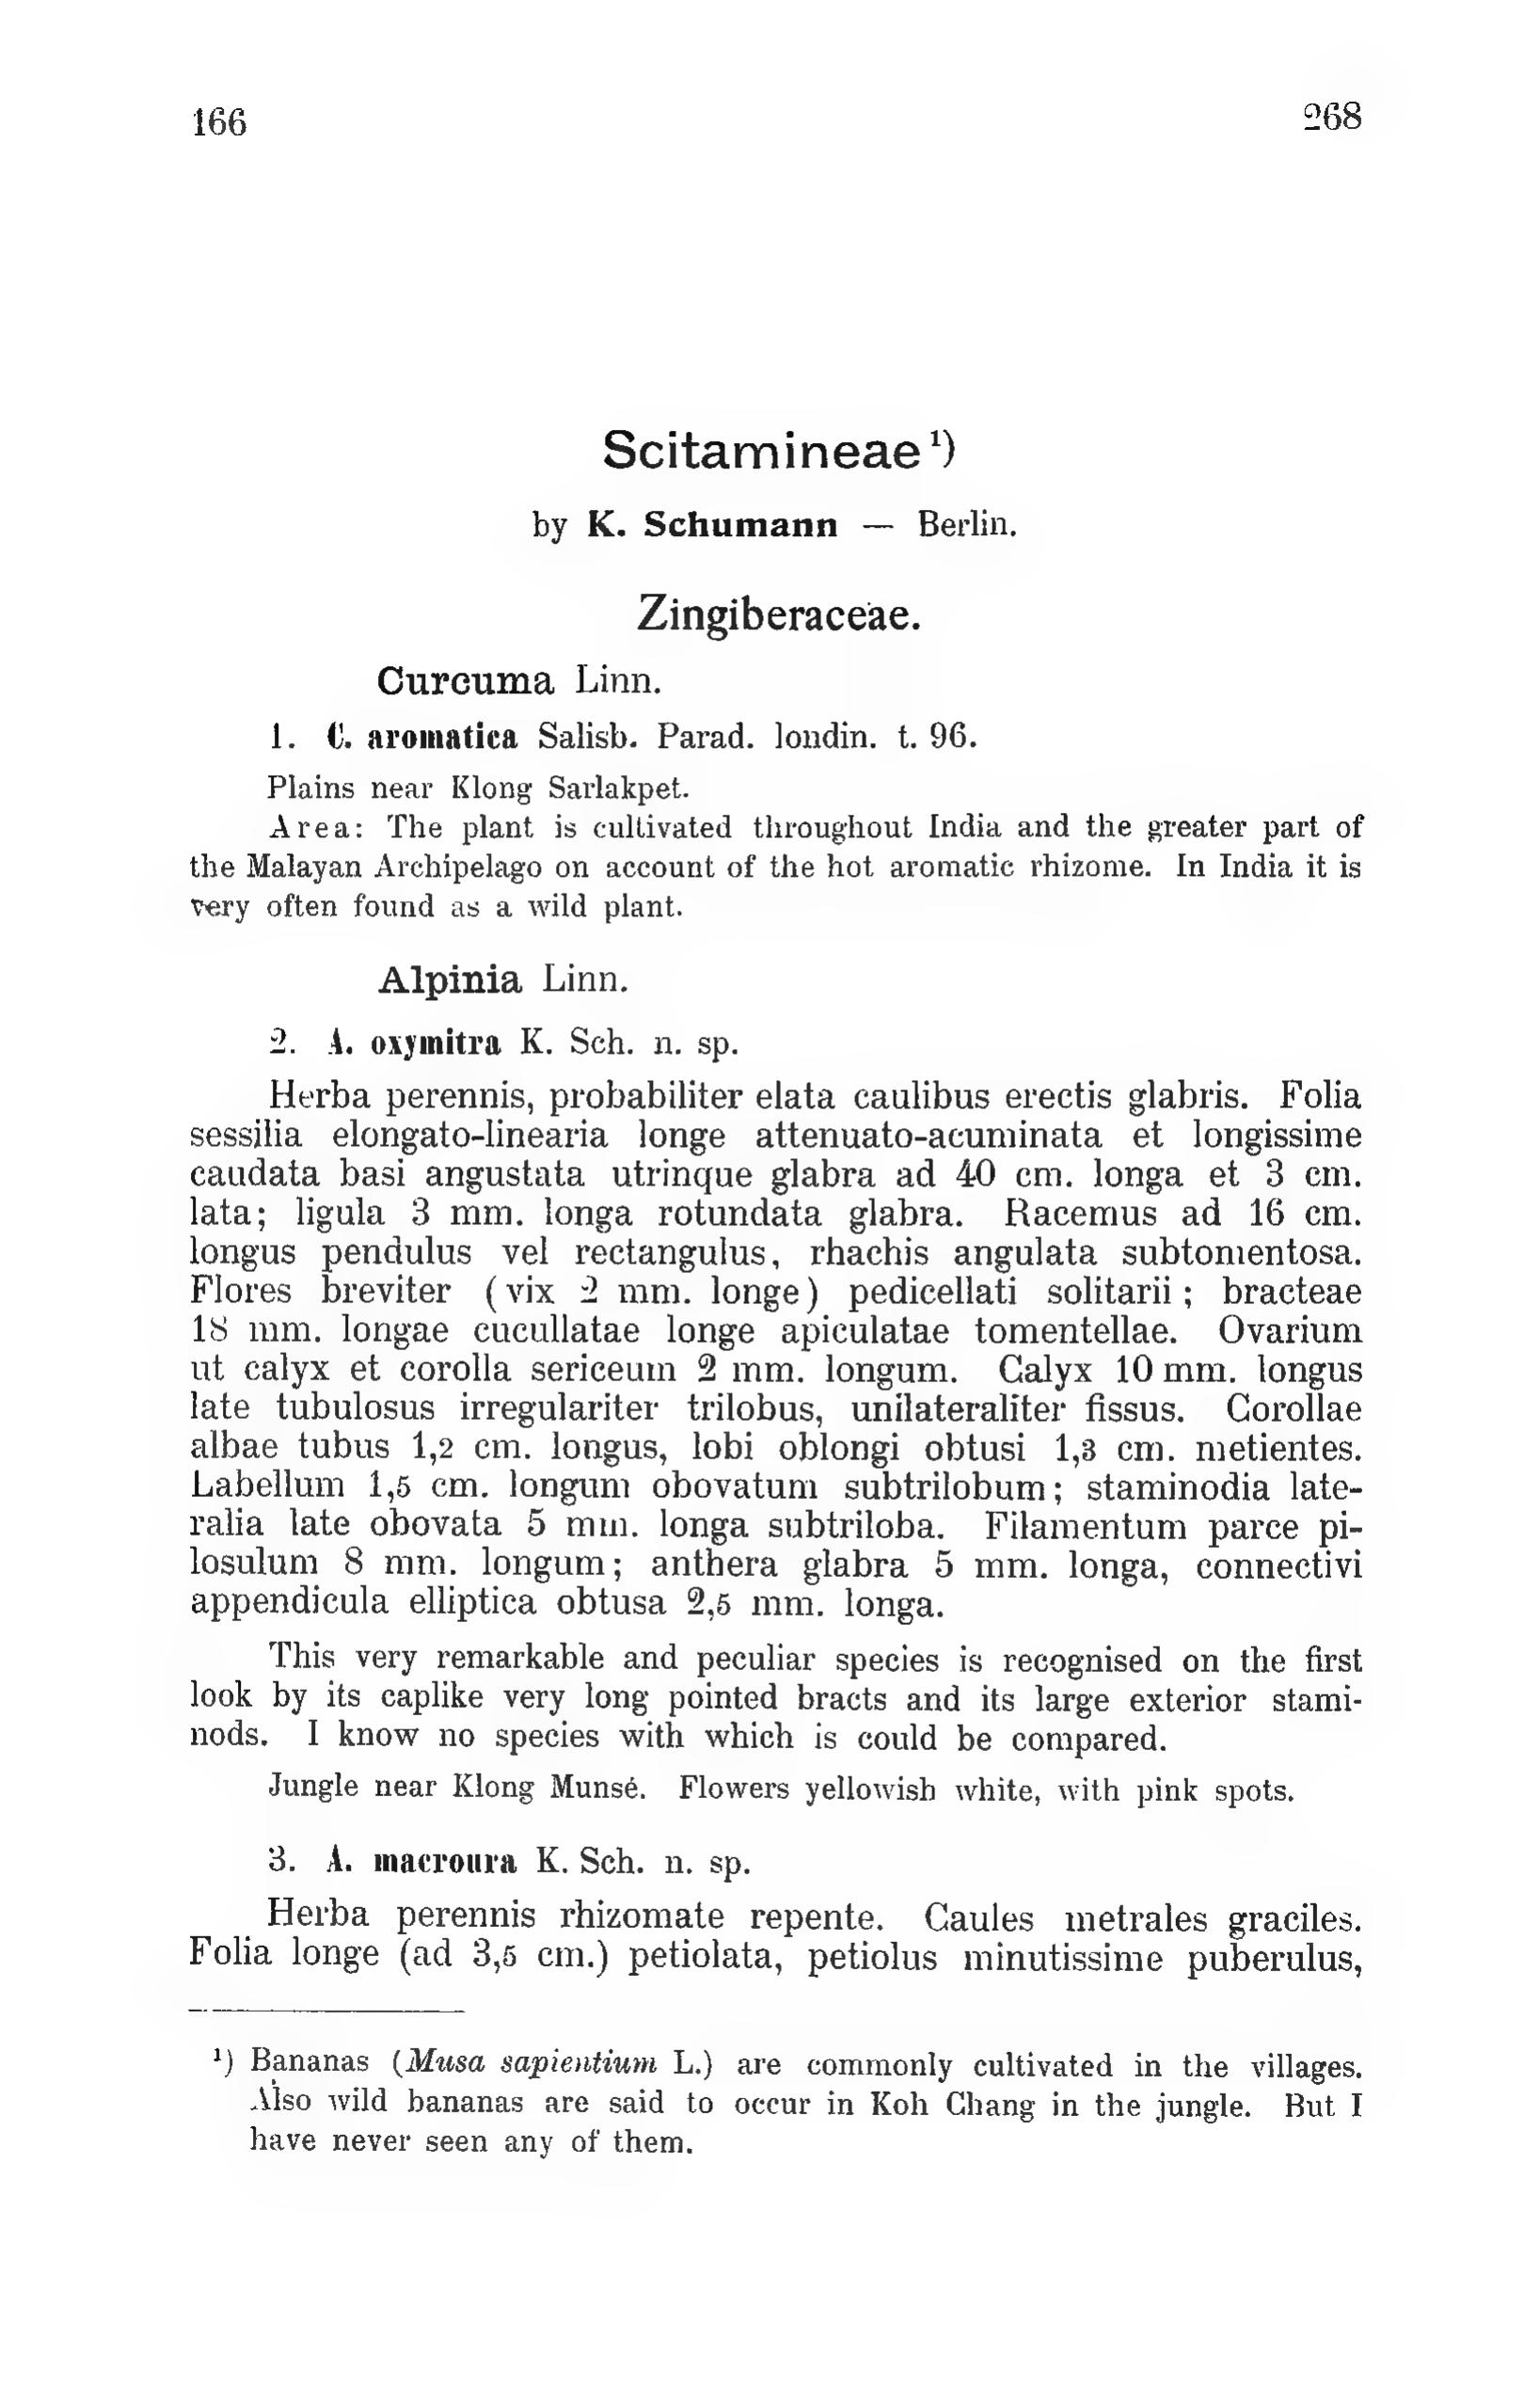 166 268
Scitamineae ¹)
by K. Schumann — Berlin.
Zingiberaceae.
Curcuma Linn.
1. C. aromatica Salisb. Parad. londin. t. 96.
Plains near Klong Sarlakpet.
Area: The plant is cultivated throughout India and the greater part of
the Malayan Archipelago on account of the hot aromatic rhizome. In India it is
very often found as a wild plant.
Alpinia Linn.
2. A. oxymitra K. Sch. n. sp.
Herba perennis, probabiliter elata caulibus erectis glabris. Folia
sessilia elongato-linearia longe attenuato-acuminata et longissime
caudata basi angustata utrinque glabra ad 40 cm. longa et 3 cm.
lata; ligula 3 mm. longa rotundata glabra. Racemus ad 16 cm.
longus pendulus vel rectangulus, rhachis angulata subtomentosa.
Flores breviter (vix 2 mm. longe) pedicellati solitarii; bracteae
18 mm. longae cucullatae longe apiculatae tomentellae. Ovarium
ut calyx et corolla sericeum 2 mm. longum. Calyx 10 mm. longus
late tubulosus irregulariter trilobus, unilateraliter fissus. Corollae
albae tubus 1,2 cm. longus, lobi oblongi obtusi 1,3 cm. metientes.
Labellum 1,5 cm. longum obovatum subtrilobum; staminodia late-
ralia late obovata 5 mm. longa subtriloba. Filamentum parce pi-
losulum 8 mm. longum; anthera glabra 5 mm. longa, connectivi
appendicula elliptica obtusa 2,5 mm. longa.
This very remarkable and peculiar species is recognised on the first
look by its caplike very long pointed bracts and its large exterior stami-
nods. I know no species with which is could be compared.
Jungle near Klong Munsé. Flowers yellowish white, with pink spots.
3. A. macroura K. Sch. n. sp.
Herba perennis rhizomate repente. Caules metrales graciles.
Folia longe (ad 3,5 cm.) petiolata, petiolus minutissime puberulus,
¹) Bananas (Musa sapientium L.) are commonly cultivated in the villages.
Also wild bananas are said to occur in Koh Chang in the jungle. But I
have never seen any of them.